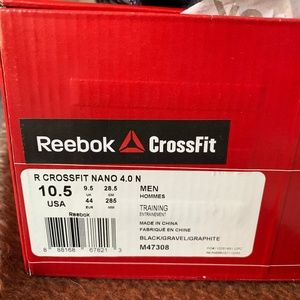 Reebok CrossFit
R CROSSFIT NANO 4.0 N
10.5 9.5 28.5 MEN
UK CM HOMMES
USA 44 285 TRAINING
EUR MM ENTRAINEMENT
Reebok MADE IN CHINA
FABRIQUÉ EN CHINE
BLACK/GRAVEL/GRAPHITE
M47308